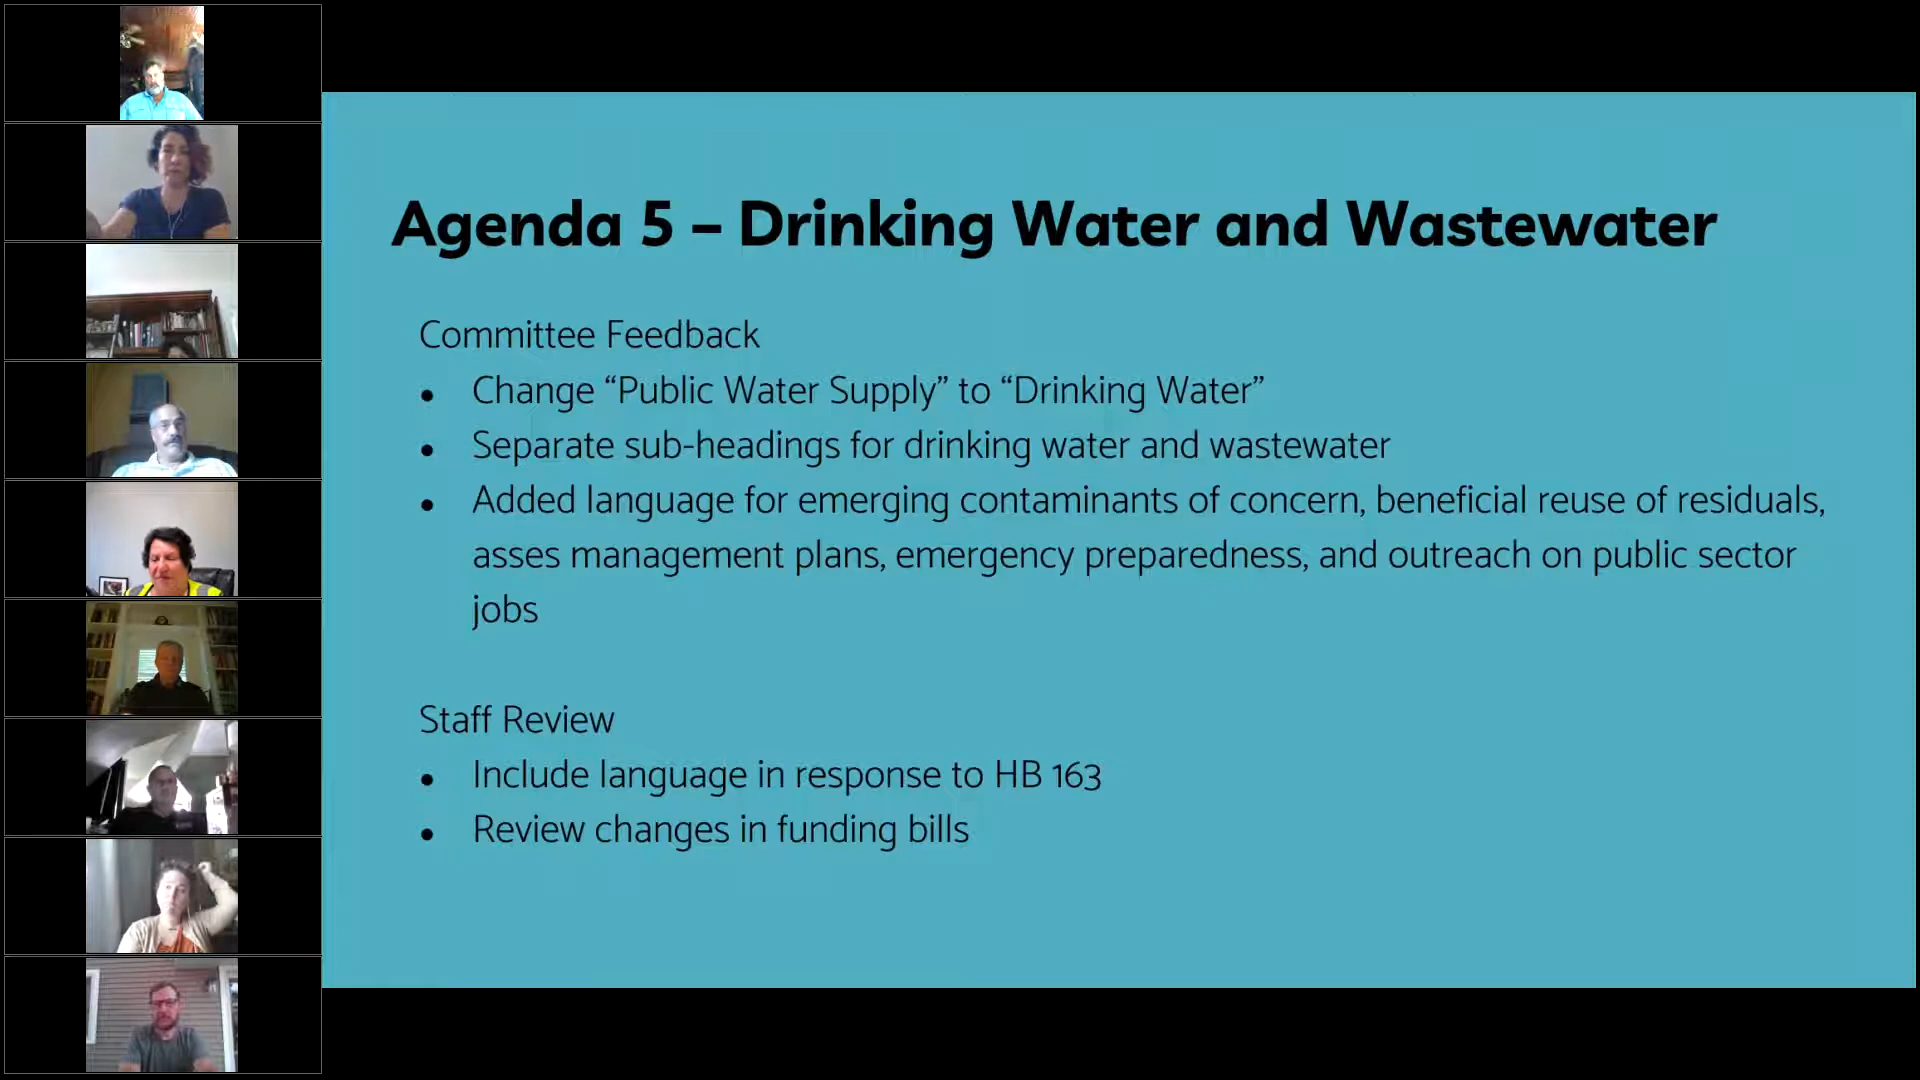 Agenda 5 – Drinking Water and Wastewater
Committee Feedback
• Change “Public Water Supply” to “Drinking Water”
• Separate sub-headings for drinking water and wastewater
• Added language for emerging contaminants of concern, beneficial reuse of residuals,
asses management plans, emergency preparedness, and outreach on public sector
jobs
Staff Review
• Include language in response to HB 163
• Review changes in funding bills